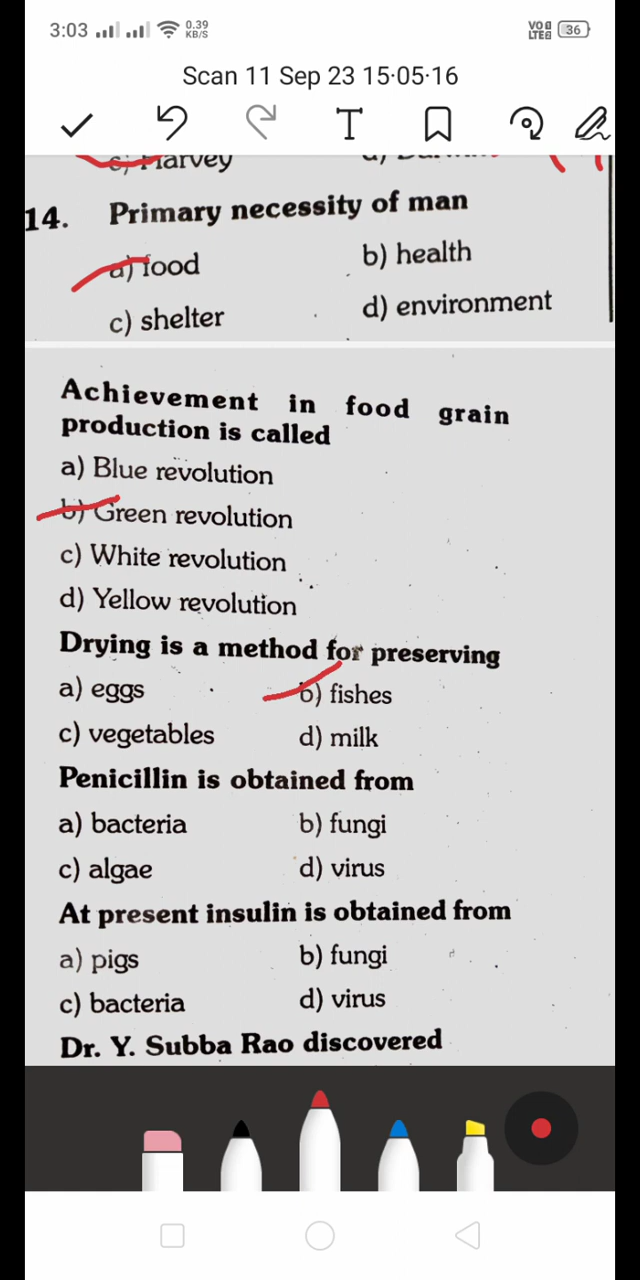 3:03
0.39
KB/S
VO
LTE
36
Scan 11 Sep 23 15-05-16
T
c) Harvey
d)
14. Primary necessity of man
a) food b) health
c) shelter d) environment
Achievement in food grain
production is called
a) Blue revolution
b) Green revolution
c) White revolution
d) Yellow revolution
Drying is a method for preserving
a) eggs b) fishes
c) vegetables d) milk
Penicillin is obtained from
a) bacteria b) fungi
c) algae d) virus
At present insulin is obtained from
a) pigs b) fungi
c) bacteria d) virus
Dr. Y. Subba Rao discovered